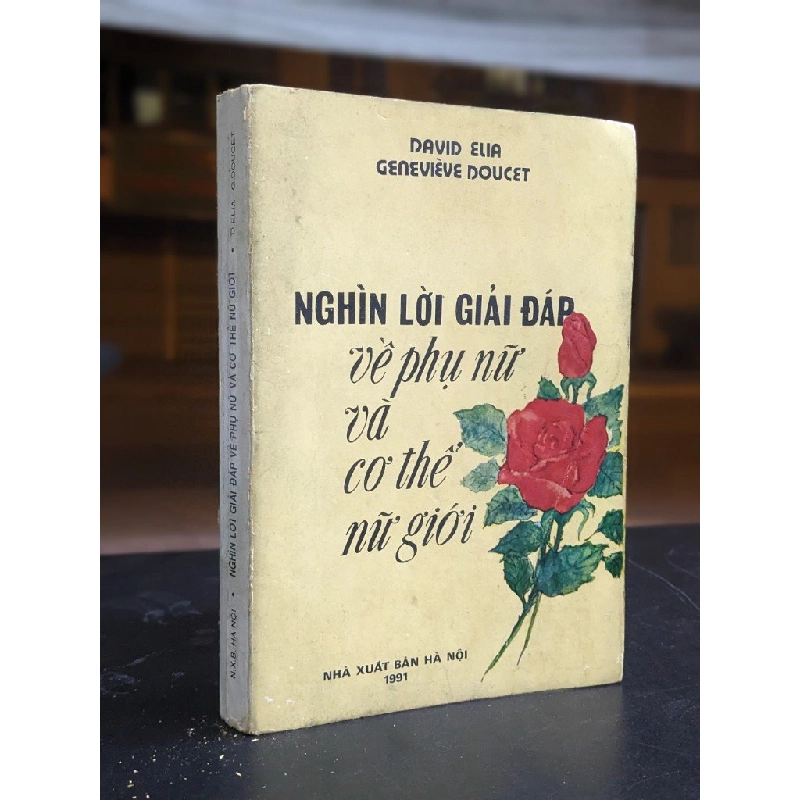 DAVID ELIA
GENEVIÈVE DOUCET
NGHÌN LỜI GIẢI ĐÁP
về phụ nữ
và
cơ thể
nữ giới
NHÀ XUẤT BẢN HÀ NỘI
1991
N.X.B. HÀ NỘI • NGHÌN LỜI GIẢI ĐÁP VỀ PHỤ NỮ VÀ CƠ THỂ NỮ GIỚI • D.ELIA G.DOUCET